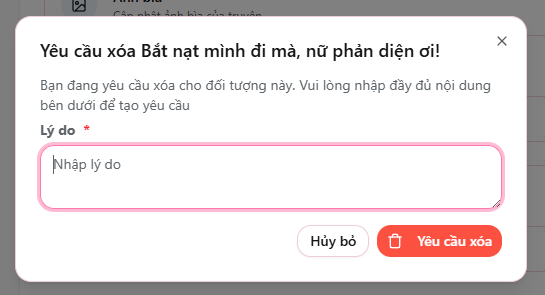 Ảnh bìa
Cập nhật ảnh bìa của truyện
Yêu cầu xóa Bắt nạt mình đi mà, nữ phản diện ơi!
Bạn đang yêu cầu xóa cho đối tượng này. Vui lòng nhập đầy đủ nội dung
bên dưới để tạo yêu cầu
Lý do *
Nhập lý do
Hủy bỏ
Yêu cầu xóa